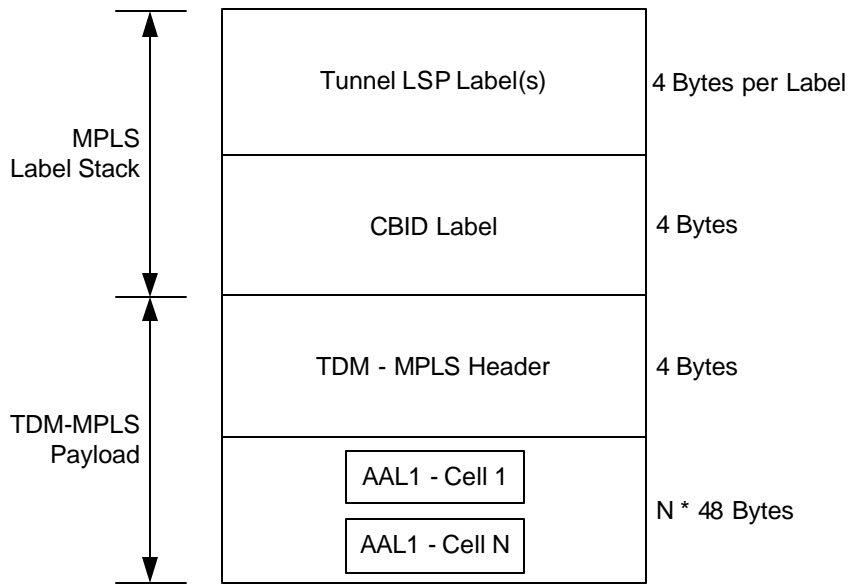 Tunnel LSP Label(s)
4 Bytes per Label
MPLS
Label Stack
CBID Label
4 Bytes
TDM - MPLS Header
4 Bytes
TDM-MPLS
Payload
AAL1 - Cell 1
AAL1 - Cell N
N * 48 Bytes